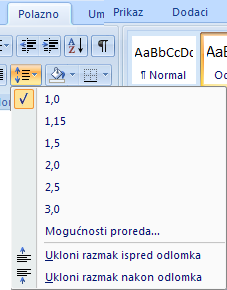 Polazno Um Prikaz Dodaci
AaBbCcDc AaBb
¶ Normal Od
1,0
1,15
1,5
2,0
2,5
3,0
Mogućnosti proreda...
Ukloni razmak ispred odlomka
Ukloni razmak nakon odlomka